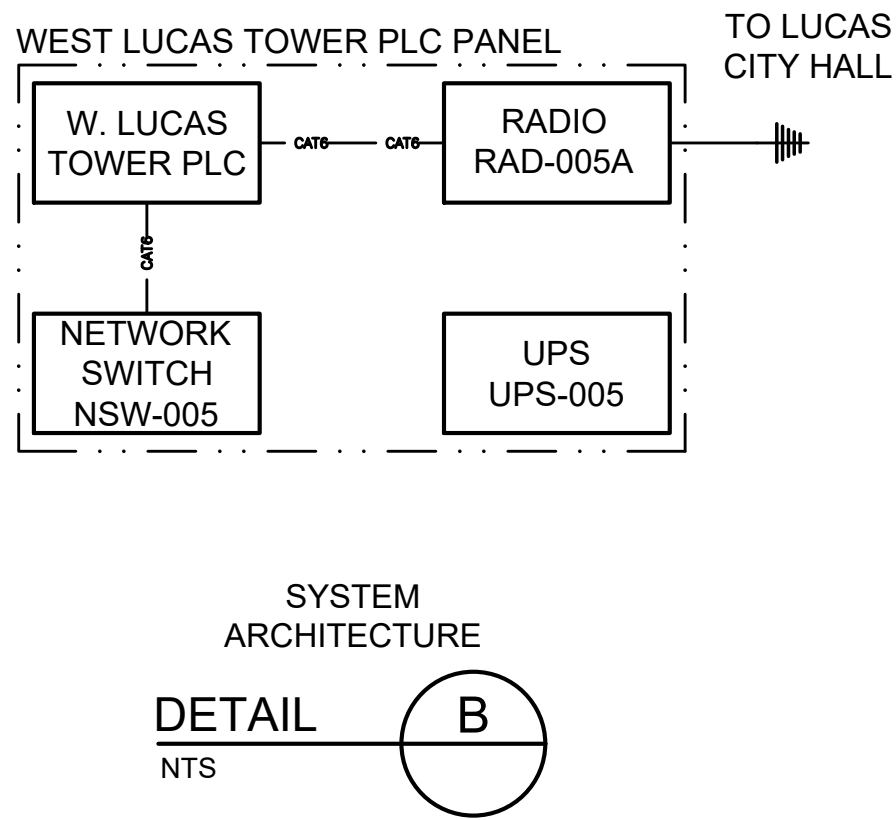 WEST LUCAS TOWER PLC PANEL
TO LUCAS
CITY HALL
W. LUCAS
TOWER PLC
CAT6
CAT6
RADIO
RAD-005A
CAT6
NETWORK
SWITCH
NSW-005
UPS
UPS-005
SYSTEM
ARCHITECTURE
DETAIL
B
NTS